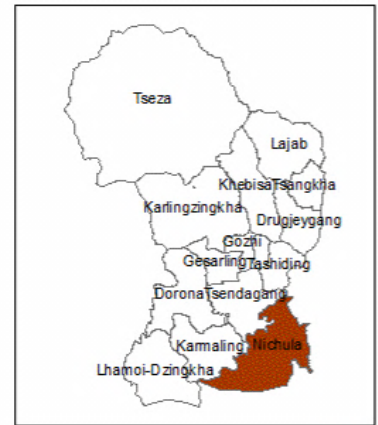 Tseza
Lajab
Khebisa
Tsangkha
Karlingzingkha
Drugjeygang
Gozhi
Gesarling
Tashiding
Dorona
Tsendagang
Karmaling
Nichula
Lhamoi-Dzingkha